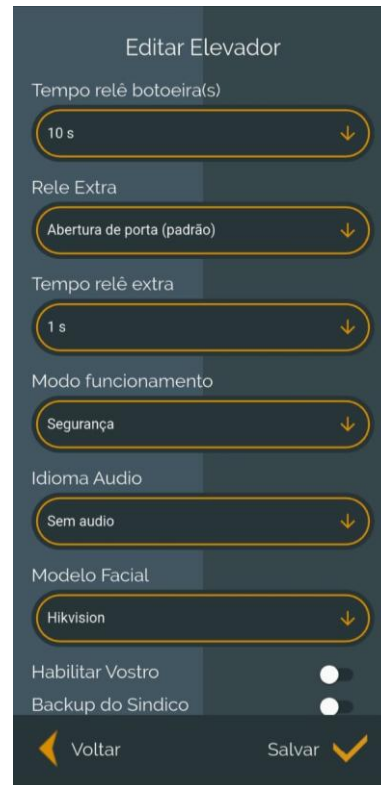 Editar Elevador
Tempo relê botoeira(s)
10 s
Rele Extra
Abertura de porta (padrão)
Tempo relê extra
1 s
Modo funcionamento
Segurança
Idioma Audio
Sem audio
Modelo Facial
Hikvision
Habilitar Vostro
Backup do Sindico
Voltar
Salvar